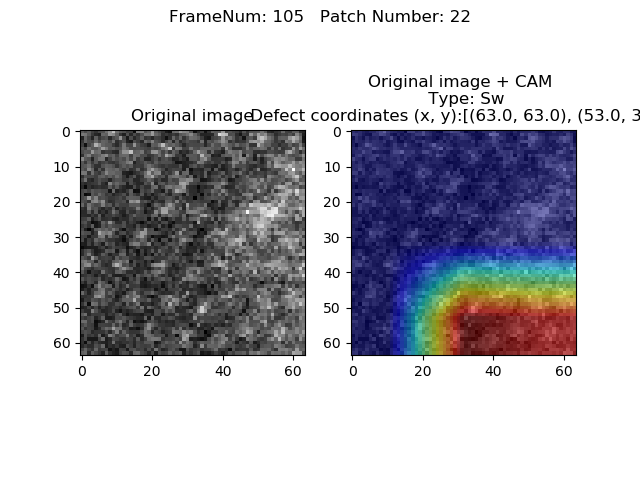 FrameNum: 105   Patch Number: 22
Original image + CAM
Type: Sw
Original image
Defect coordinates (x, y):[(63.0, 63.0), (53.0, 3
0
10
20
30
40
50
60
0 20 40 60
0
10
20
30
40
50
60
0 20 40 60